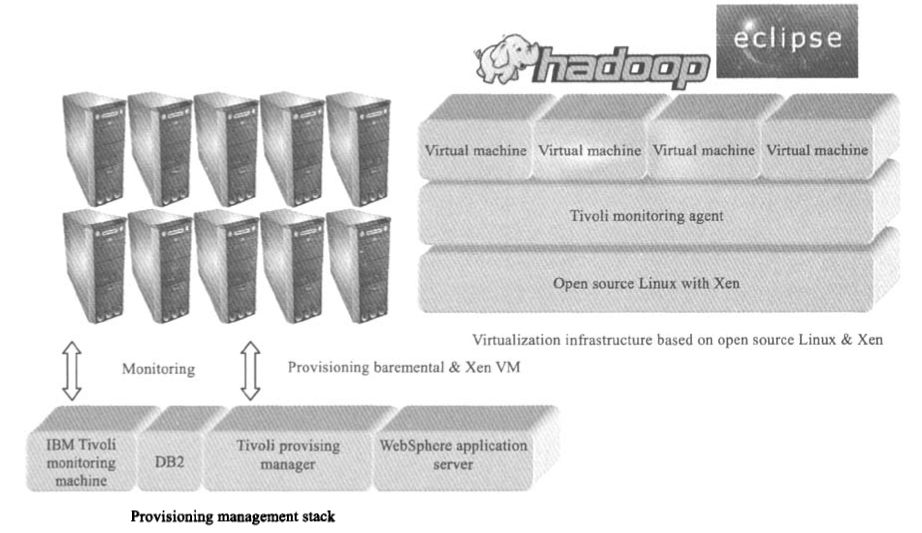 hadoop
eclipse
Virtual machine
Virtual machine
Virtual machine
Virtual machine
Tivoli monitoring agent
Open source Linux with Xen
Virtualization infrastructure based on open source Linux & Xen
Monitoring
Provisioning baremental & Xen VM
IBM Tivoli
monitoring
machine
DB2
Tivoli provising
manager
WebSphere application
server
Provisioning management stack